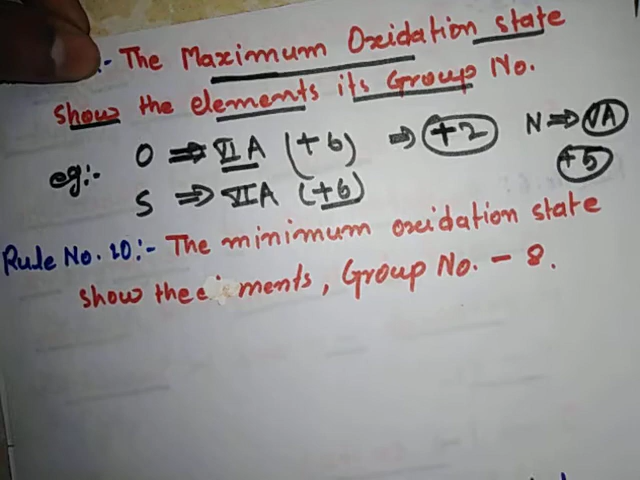 :- The Maximum Oxidation state
show the elements its Group No.
eg:- O ⇒ VIA (+6) ⇒ +2 N ⇒ VA
+5
S ⇒ VIA (+6)
Rule No. 10:- The minimum oxidation state
show the e ments, Group No. - 8.